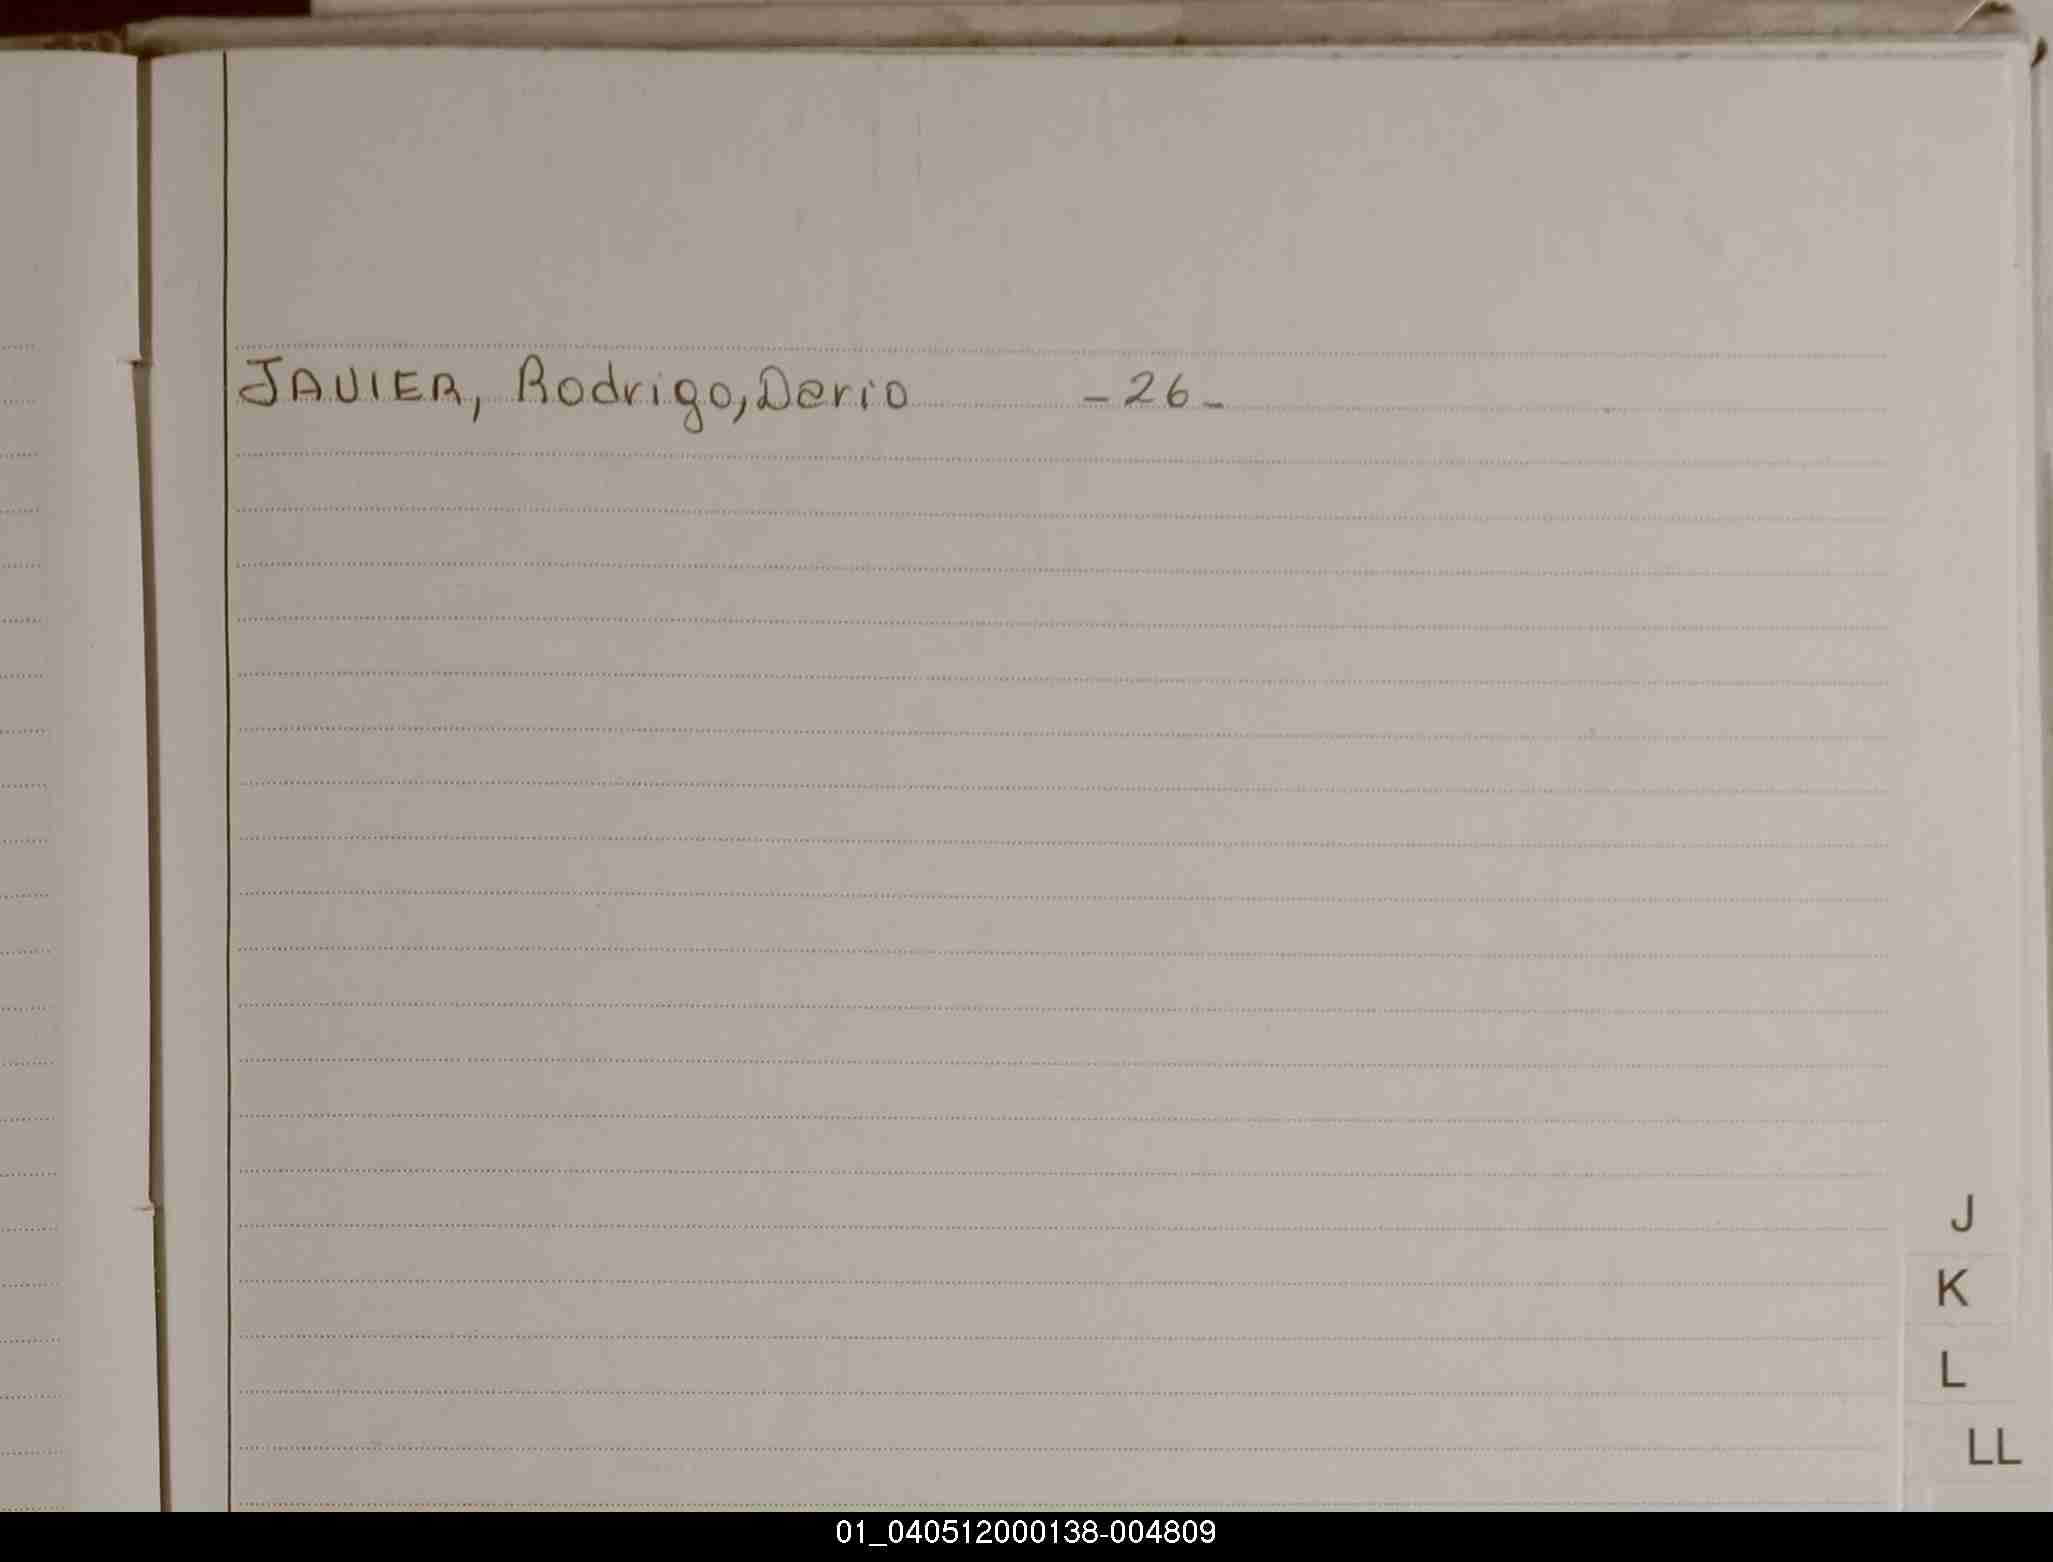 JAVIER, Rodrigo, Dario -26-
J
K
L
LL
01_040512000138-004809